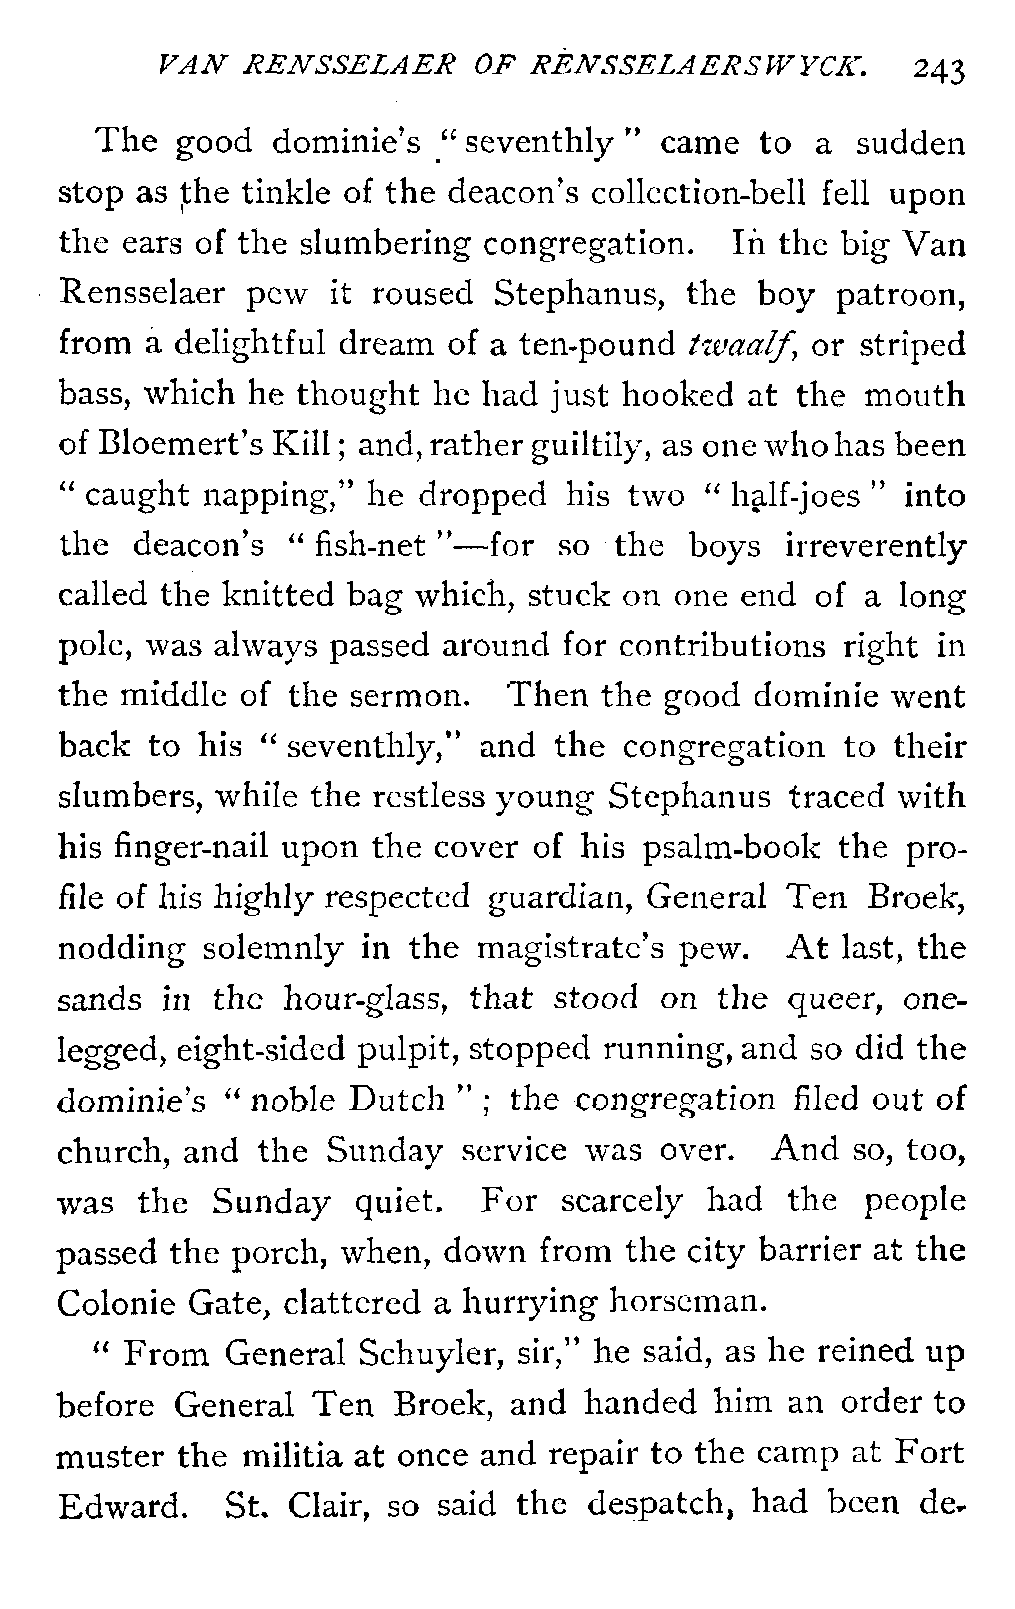 VAN RENSSELAER OF RENSSELAERSWYCK. 243
The good dominie's "seventhly" came to a sudden
stop as the tinkle of the deacon's collection-bell fell upon
the ears of the slumbering congregation. In the big Van
Rensselaer pew it roused Stephanus, the boy patroon,
from a delightful dream of a ten-pound twaalf, or striped
bass, which he thought he had just hooked at the mouth
of Bloemert's Kill; and, rather guiltily, as one who has been
"caught napping," he dropped his two "half-joes" into
the deacon's "fish-net"—for so the boys irreverently
called the knitted bag which, stuck on one end of a long
pole, was always passed around for contributions right in
the middle of the sermon. Then the good dominie went
back to his "seventhly," and the congregation to their
slumbers, while the restless young Stephanus traced with
his finger-nail upon the cover of his psalm-book the pro-
file of his highly respected guardian, General Ten Broek,
nodding solemnly in the magistrate's pew. At last, the
sands in the hour-glass, that stood on the queer, one-
legged, eight-sided pulpit, stopped running, and so did the
dominie's "noble Dutch"; the congregation filed out of
church, and the Sunday service was over. And so, too,
was the Sunday quiet. For scarcely had the people
passed the porch, when, down from the city barrier at the
Colonie Gate, clattered a hurrying horseman.
"From General Schuyler, sir," he said, as he reined up
before General Ten Broek, and handed him an order to
muster the militia at once and repair to the camp at Fort
Edward. St. Clair, so said the despatch, had been de-